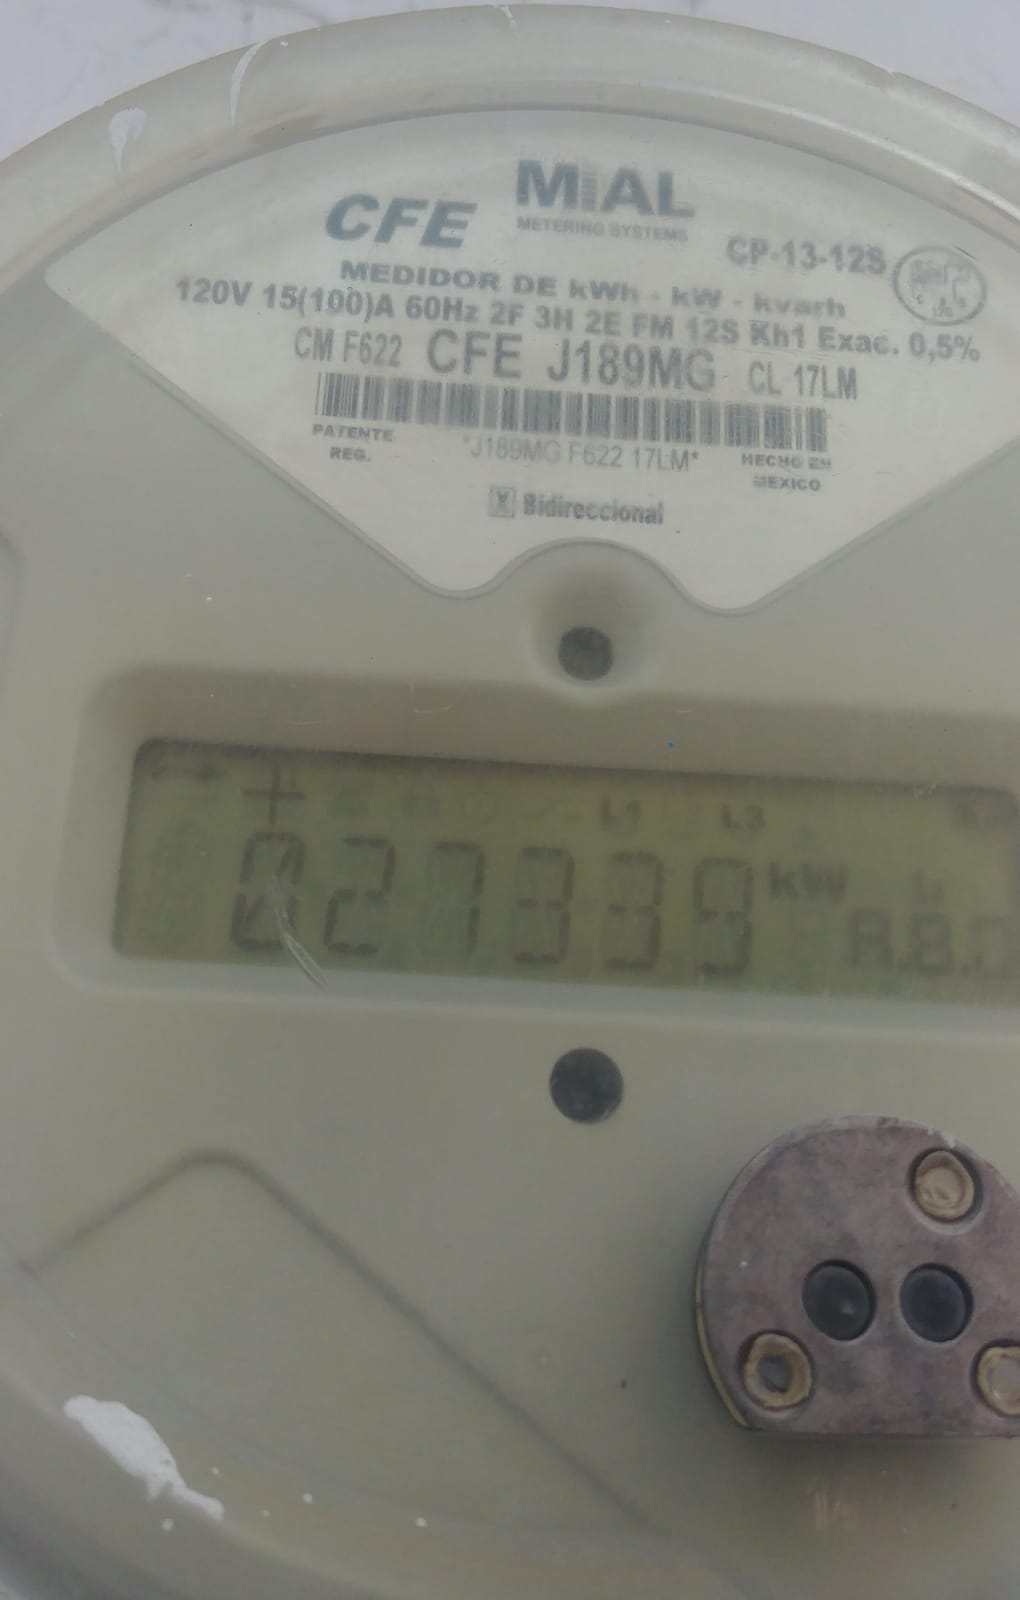 CFE MIAL
METERING SYSTEMS
CP-13-12S
MEDIDOR DE kWh - kW - kvarh
120V 15(100)A 60Hz 2F 3H 2E FM 12S Kh1 Exac. 0,5%
CM F622 CFE J189MG CL 17LM
PATENTE
REG.
*J189MG F622 17LM*
HECHO EN
MEXICO
X Bidireccional
L1 L3
027339 kW h